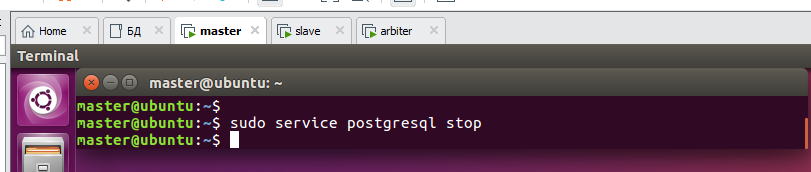 Home БД master slave arbiter
Terminal
master@ubuntu: ~
master@ubuntu:~$
master@ubuntu:~$ sudo service postgresql stop
master@ubuntu:~$